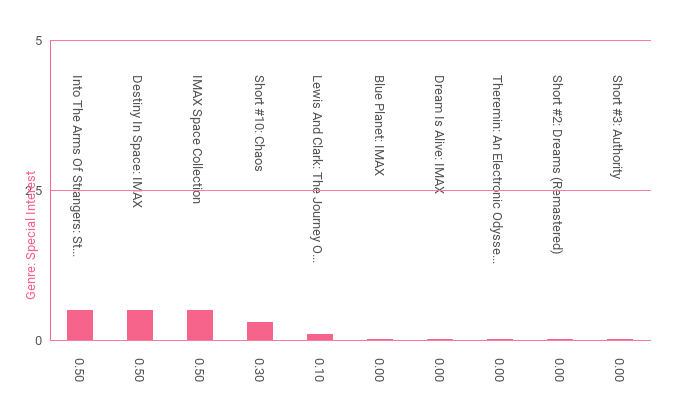 5
2.5
0
Genre: Special Interest
Into The Arms Of Strangers: St...
Destiny In Space: IMAX
IMAX Space Collection
Short #10: Chaos
Lewis And Clark: The Journey O...
Blue Planet: IMAX
Dream Is Alive: IMAX
Theremin: An Electronic Odysse...
Short #2: Dreams (Remastered)
Short #3: Authority
0.50
0.50
0.50
0.30
0.10
0.00
0.00
0.00
0.00
0.00